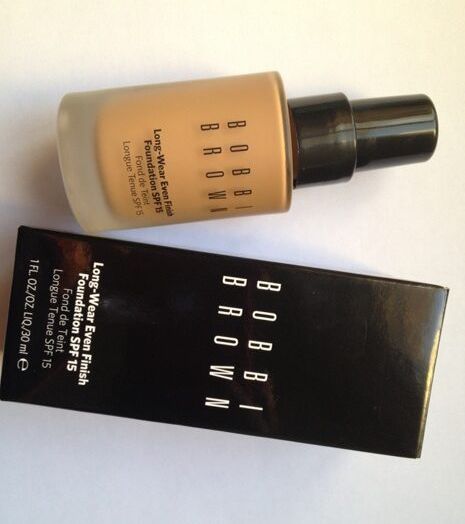 BOBBI
BROWN
Long-Wear Even Finish
Foundation SPF 15
Fond de Teint
Longue Tenue SPF 15
BOBBI
BROWN
Long-Wear Even Finish
Foundation SPF 15
Fond de Teint
Longue Tenue SPF 15
1 FL. OZ/OZ LIQ/30 ml ℮